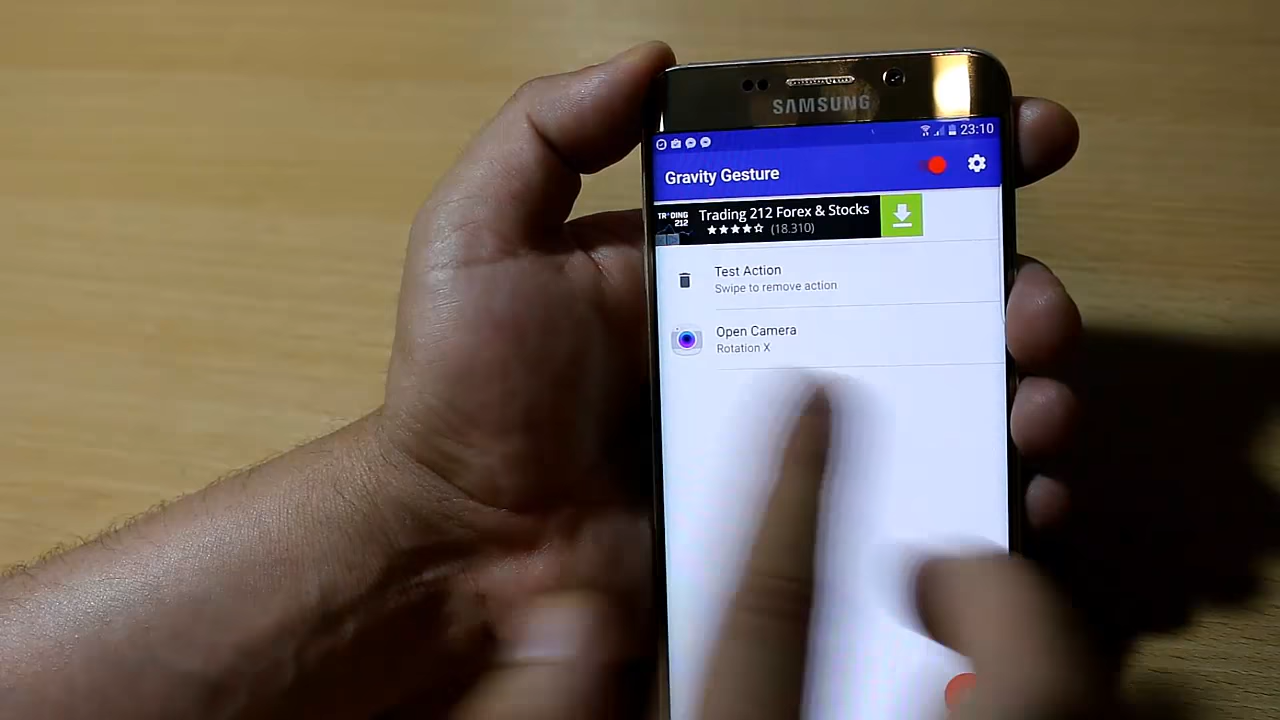 SAMSUNG
23:10
Gravity Gesture
TRADING
212
Trading 212 Forex & Stocks
(18.310)
Test Action
Swipe to remove action
Open Camera
Rotation X